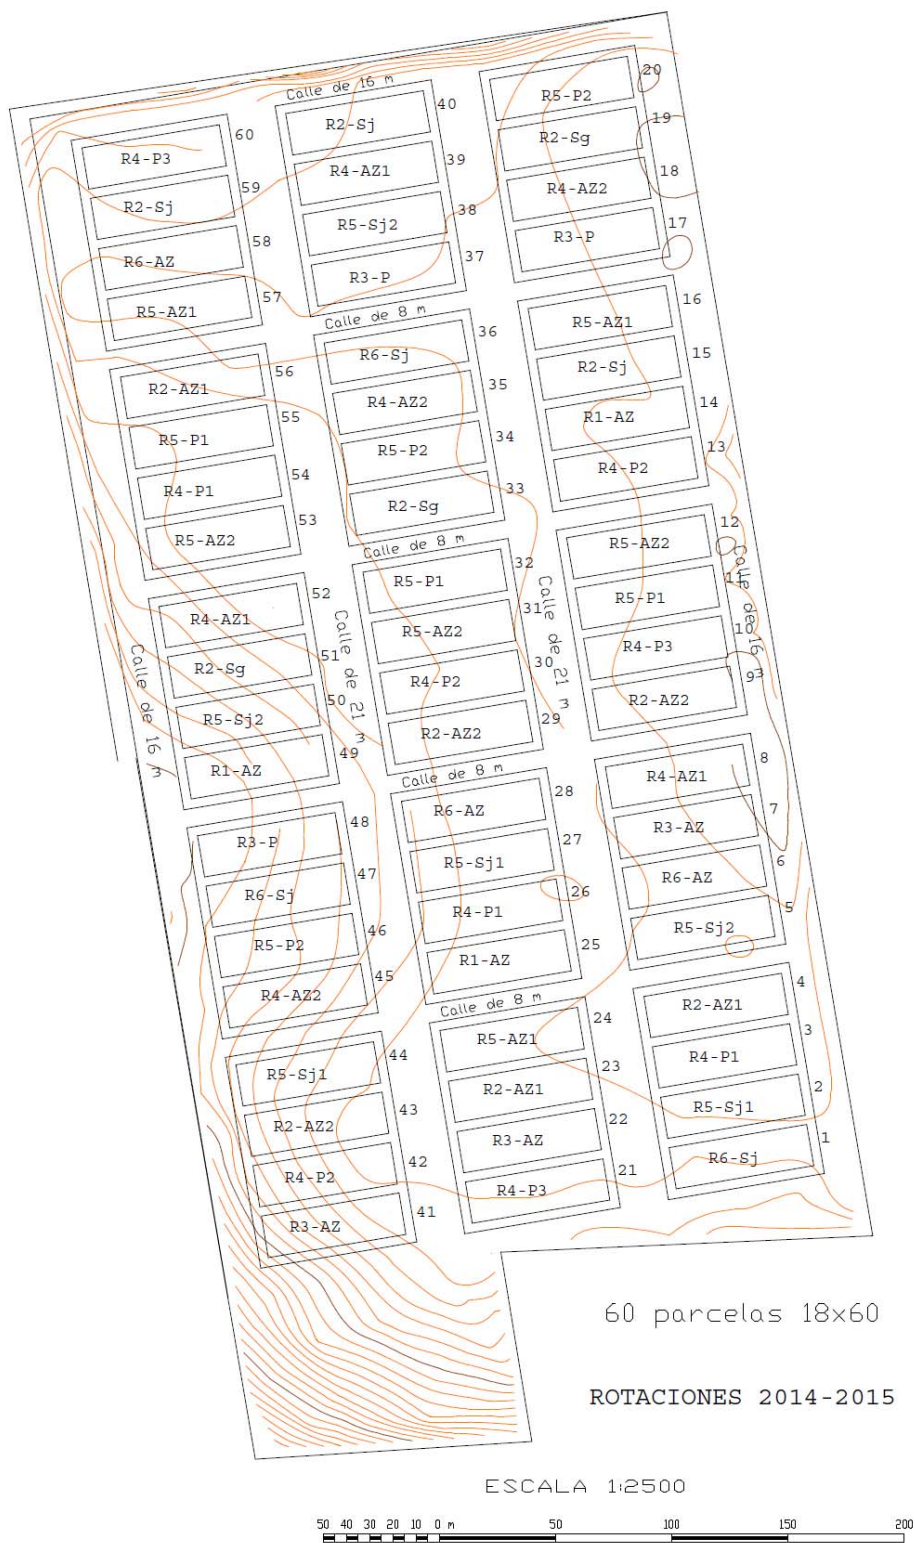 Calle de 16 m
R4-P3 60
R2-Sj 59
R6-AZ 58
R5-AZ1 57
R2-AZ1 56
R5-P1 55
R4-P1 54
R5-AZ2 53
R4-AZ1 52
R2-Sg 51
R5-Sj2 50
R1-AZ 49
R3-P 48
R6-Sj 47
R5-P2 46
R4-AZ2 45
R5-Sj1 44
R2-AZ2 43
R4-P2 42
R3-AZ 41
Calle de 16 m
Calle de 21 m
R2-Sj 40
R4-AZ1 39
R5-Sj2 38
R3-P 37
Calle de 8 m
R6-Sj 36
R4-AZ2 35
R5-P2 34
R2-Sg 33
Calle de 8 m
R5-P1 32
R5-AZ2 31
R4-P2 30
R2-AZ2 29
Calle de 8 m
R6-AZ 28
R5-Sj1 27
R4-P1 26
R1-AZ 25
Calle de 8 m
R5-AZ1 24
R2-AZ1 23
R3-AZ 22
R4-P3 21
Calle de 21 m
R5-P2 20
R2-Sg 19
R4-AZ2 18
R3-P 17
R5-AZ1 16
R2-Sj 15
R1-AZ 14
R4-P2 13
R5-AZ2 12
R5-P1 11
R4-P3 10
R2-AZ2 9
R4-AZ1 8
R3-AZ 7
R6-AZ 6
R5-Sj2 5
R2-AZ1 4
R4-P1 3
R5-Sj1 2
R6-Sj 1
Calle de 16 m
60 parcelas 18x60
ROTACIONES 2014-2015
ESCALA 1:2500
50 40 30 20 10 0 m 50 100 150 200